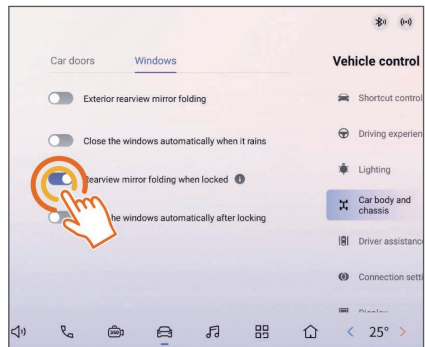 Car doors
Windows
Exterior rearview mirror folding
Close the windows automatically when it rains
Rearview mirror folding when locked
he windows automatically after locking
Vehicle control
Shortcut control
Driving experien
Lighting
Car body and
chassis
Driver assistanc
Connection setti
Display
360
< 25° >